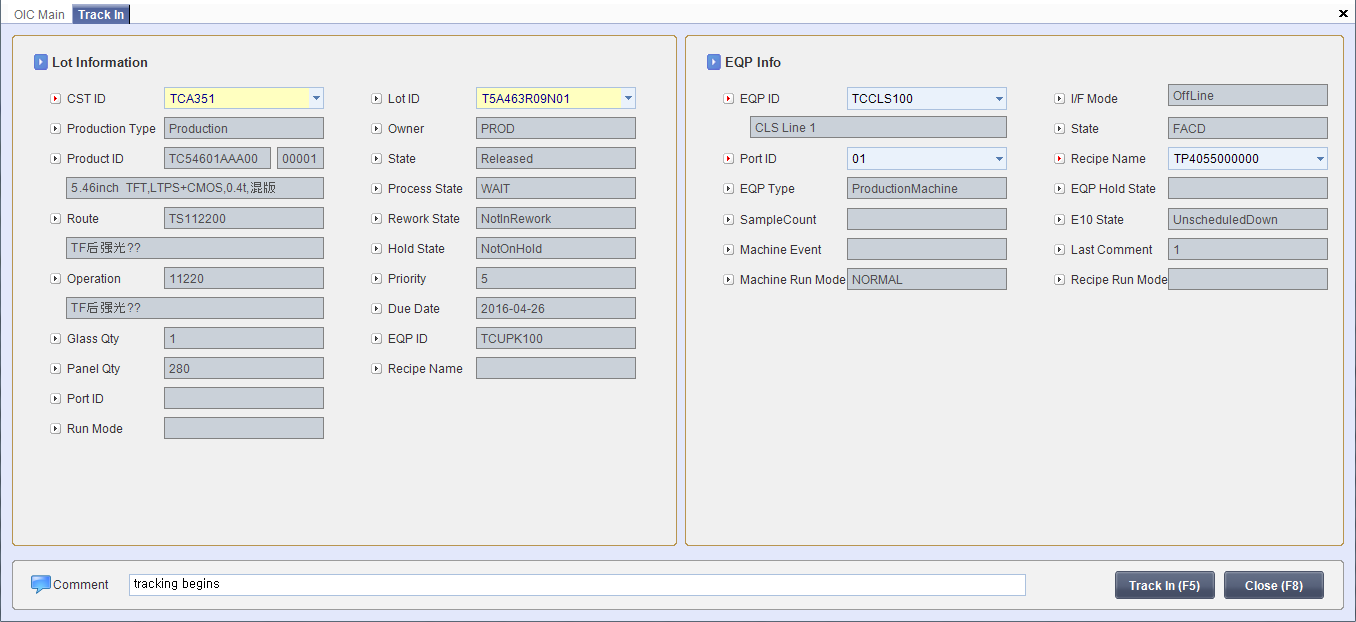 OIC Main Track In
Lot Information
CST ID TCA351 Lot ID T5A463R09N01
Production Type Production Owner PROD
Product ID TC54601AAA00 00001 State Released
5.46inch TFT,LTPS+CMOS,0.4t,混版 Process State WAIT
Route TS112200 Rework State NotInRework
TF后强光?? Hold State NotOnHold
Operation 11220 Priority 5
TF后强光?? Due Date 2016-04-26
Glass Qty 1 EQP ID TCUPK100
Panel Qty 280 Recipe Name
Port ID
Run Mode
EQP Info
EQP ID TCCLS100 I/F Mode OffLine
CLS Line 1 State FACD
Port ID 01 Recipe Name TP4055000000
EQP Type ProductionMachine EQP Hold State
SampleCount E10 State UnscheduledDown
Machine Event Last Comment 1
Machine Run Mode NORMAL Recipe Run Mode
Comment tracking begins Track In (F5) Close (F8)